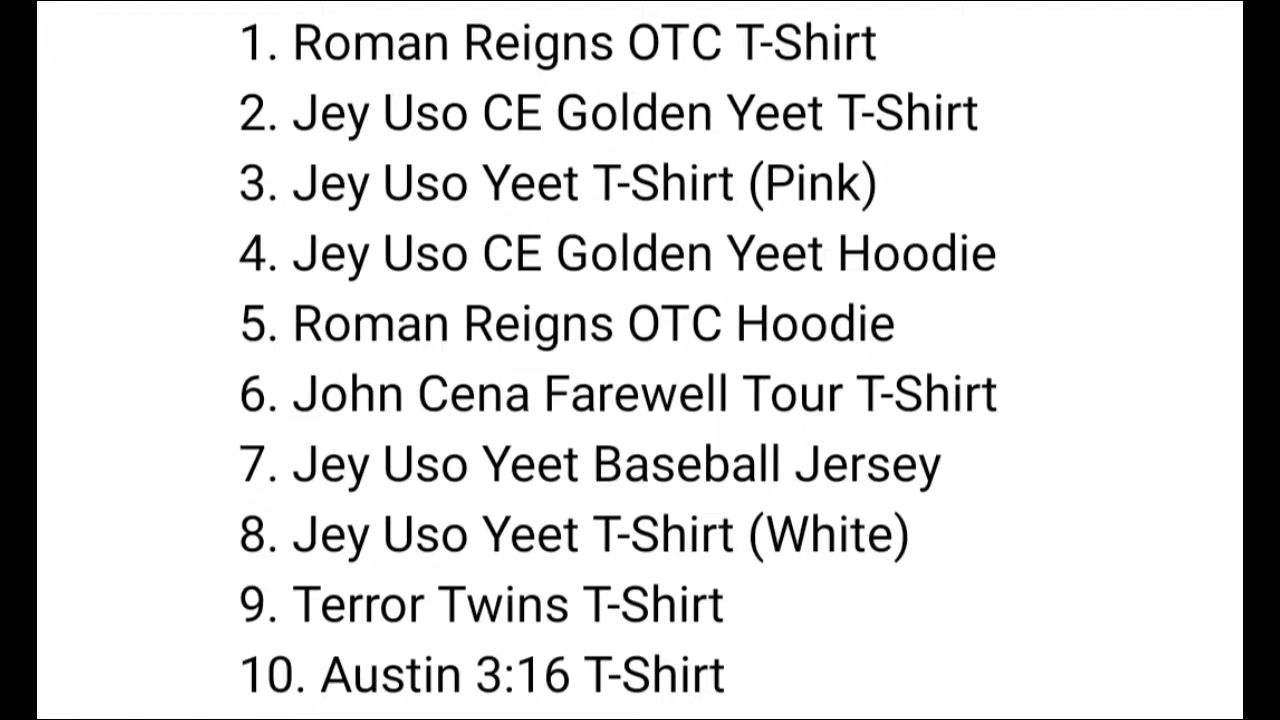 1. Roman Reigns OTC T-Shirt
2. Jey Uso CE Golden Yeet T-Shirt
3. Jey Uso Yeet T-Shirt (Pink)
4. Jey Uso CE Golden Yeet Hoodie
5. Roman Reigns OTC Hoodie
6. John Cena Farewell Tour T-Shirt
7. Jey Uso Yeet Baseball Jersey
8. Jey Uso Yeet T-Shirt (White)
9. Terror Twins T-Shirt
10. Austin 3:16 T-Shirt